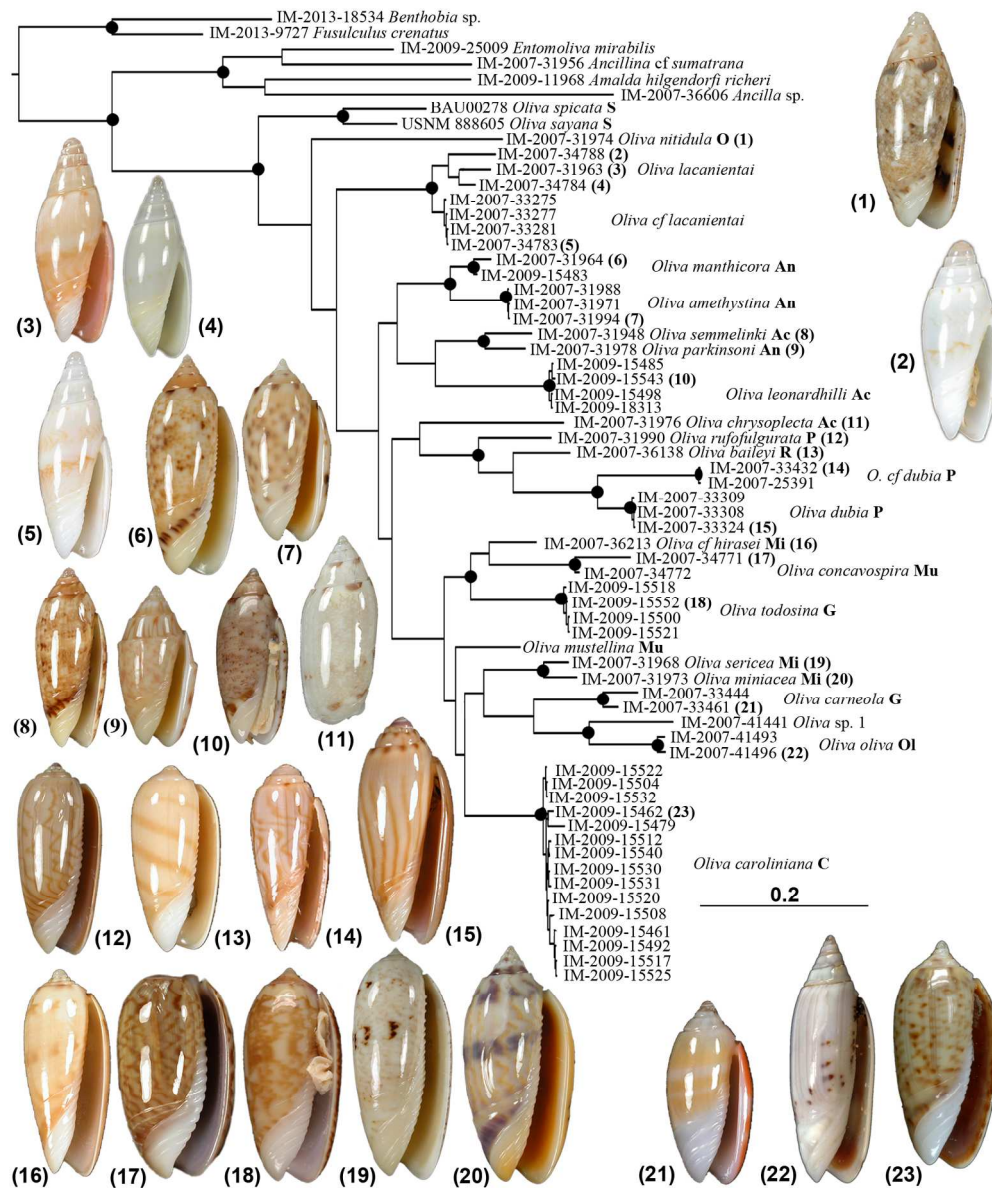 IM-2013-18534 Benthobia sp.
IM-2013-9727 Fusulculus crenatus
IM-2009-25009 Entomoliva mirabilis
IM-2007-31956 Ancillina cf sumatrana
IM-2009-11968 Amalda hilgendorfi richeri
IM-2007-36606 Ancilla sp.
BAU00278 Oliva spicata S
USNM 888605 Oliva sayana S
IM-2007-31974 Oliva nitidula O (1)
IM-2007-34788 (2)
IM-2007-31963 (3) Oliva lacanientai
IM-2007-34784 (4)
IM-2007-33275
IM-2007-33277
Oliva cf lacanientai
IM-2007-33281
IM-2007-34783 (5)
IM-2007-31964 (6)
Oliva manthicora An
IM-2009-15483
IM-2007-31988
IM-2007-31971 Oliva amethystina An
IM-2007-31994 (7)
IM-2007-31948 Oliva semmelinki Ac (8)
IM-2007-31978 Oliva parkinsoni An (9)
IM-2009-15485
IM-2009-15543 (10)
IM-2009-15498 Oliva leonardhilli Ac
IM-2009-18313
IM-2007-31976 Oliva chrysoplecta Ac (11)
IM-2007-31990 Oliva rufofulgurata P (12)
IM-2007-36138 Oliva baileyi R (13)
IM-2007-33432 (14)
O. cf dubia P
IM-2007-25391
IM-2007-33309
IM-2007-33308 Oliva dubia P
IM-2007-33324 (15)
IM-2007-36213 Oliva cf hirasei Mi (16)
IM-2007-34771 (17)
Oliva concavospira Mu
IM-2007-34772
IM-2009-15518
IM-2009-15552 (18)
Oliva todosina G
IM-2009-15500
IM-2009-15521
Oliva mustellina Mu
IM-2007-31968 Oliva sericea Mi (19)
IM-2007-31973 Oliva miniacea Mi (20)
IM-2007-33444
Oliva carneola G
IM-2007-33461 (21)
IM-2007-41441 Oliva sp. 1
IM-2007-41493
Oliva oliva Ol
IM-2007-41496 (22)
IM-2009-15522
IM-2009-15504
IM-2009-15532
IM-2009-15462 (23)
IM-2009-15479
IM-2009-15512
IM-2009-15540
IM-2009-15530 Oliva caroliniana C
IM-2009-15531
IM-2009-15520
IM-2009-15508
IM-2009-15461
IM-2009-15492
IM-2009-15517
IM-2009-15525
0.2
(1)
(2)
(3) (4)
(5) (6) (7)
(8) (9) (10) (11)
(12) (13) (14) (15)
(16) (17) (18) (19) (20)
(21) (22) (23)